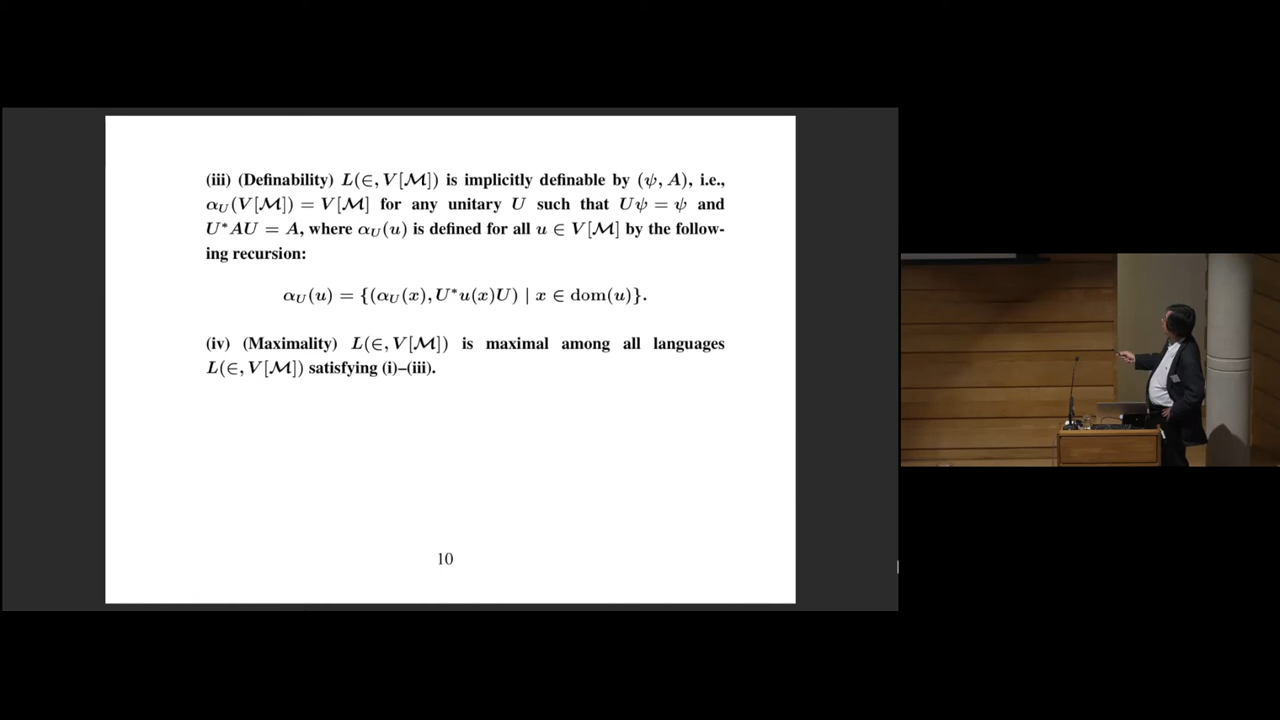 (iii) (Definability) L(∈, V[ℳ]) is implicitly definable by (ψ, A), i.e.,
α_U(V[ℳ]) = V[ℳ] for any unitary U such that Uψ = ψ and
U*AU = A, where α_U(u) is defined for all u ∈ V[ℳ] by the follow-
ing recursion:
α_U(u) = {(α_U(x), U*u(x)U) | x ∈ dom(u)}.
(iv) (Maximality) L(∈, V[ℳ]) is maximal among all languages
L(∈, V[ℳ]) satisfying (i)–(iii).
10